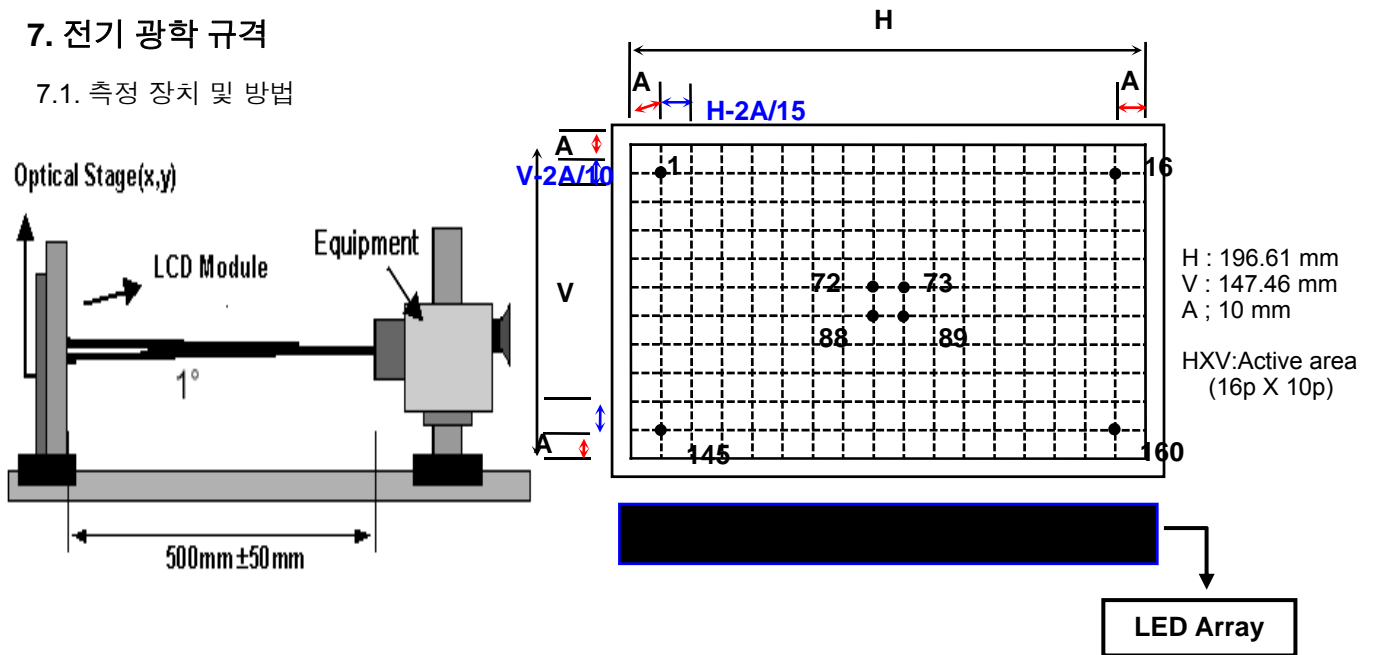 7. 전기 광학 규격
7.1. 측정 장치 및 방법
Optical Stage(x,y)
LCD Module
Equipment
1°
500mm±50mm
H
A
A
H-2A/15
A
V-2A/10
1
16
V
72
73
88
89
A
145
160
H : 196.61 mm
V : 147.46 mm
A ; 10 mm
HXV:Active area
(16p X 10p)
LED Array